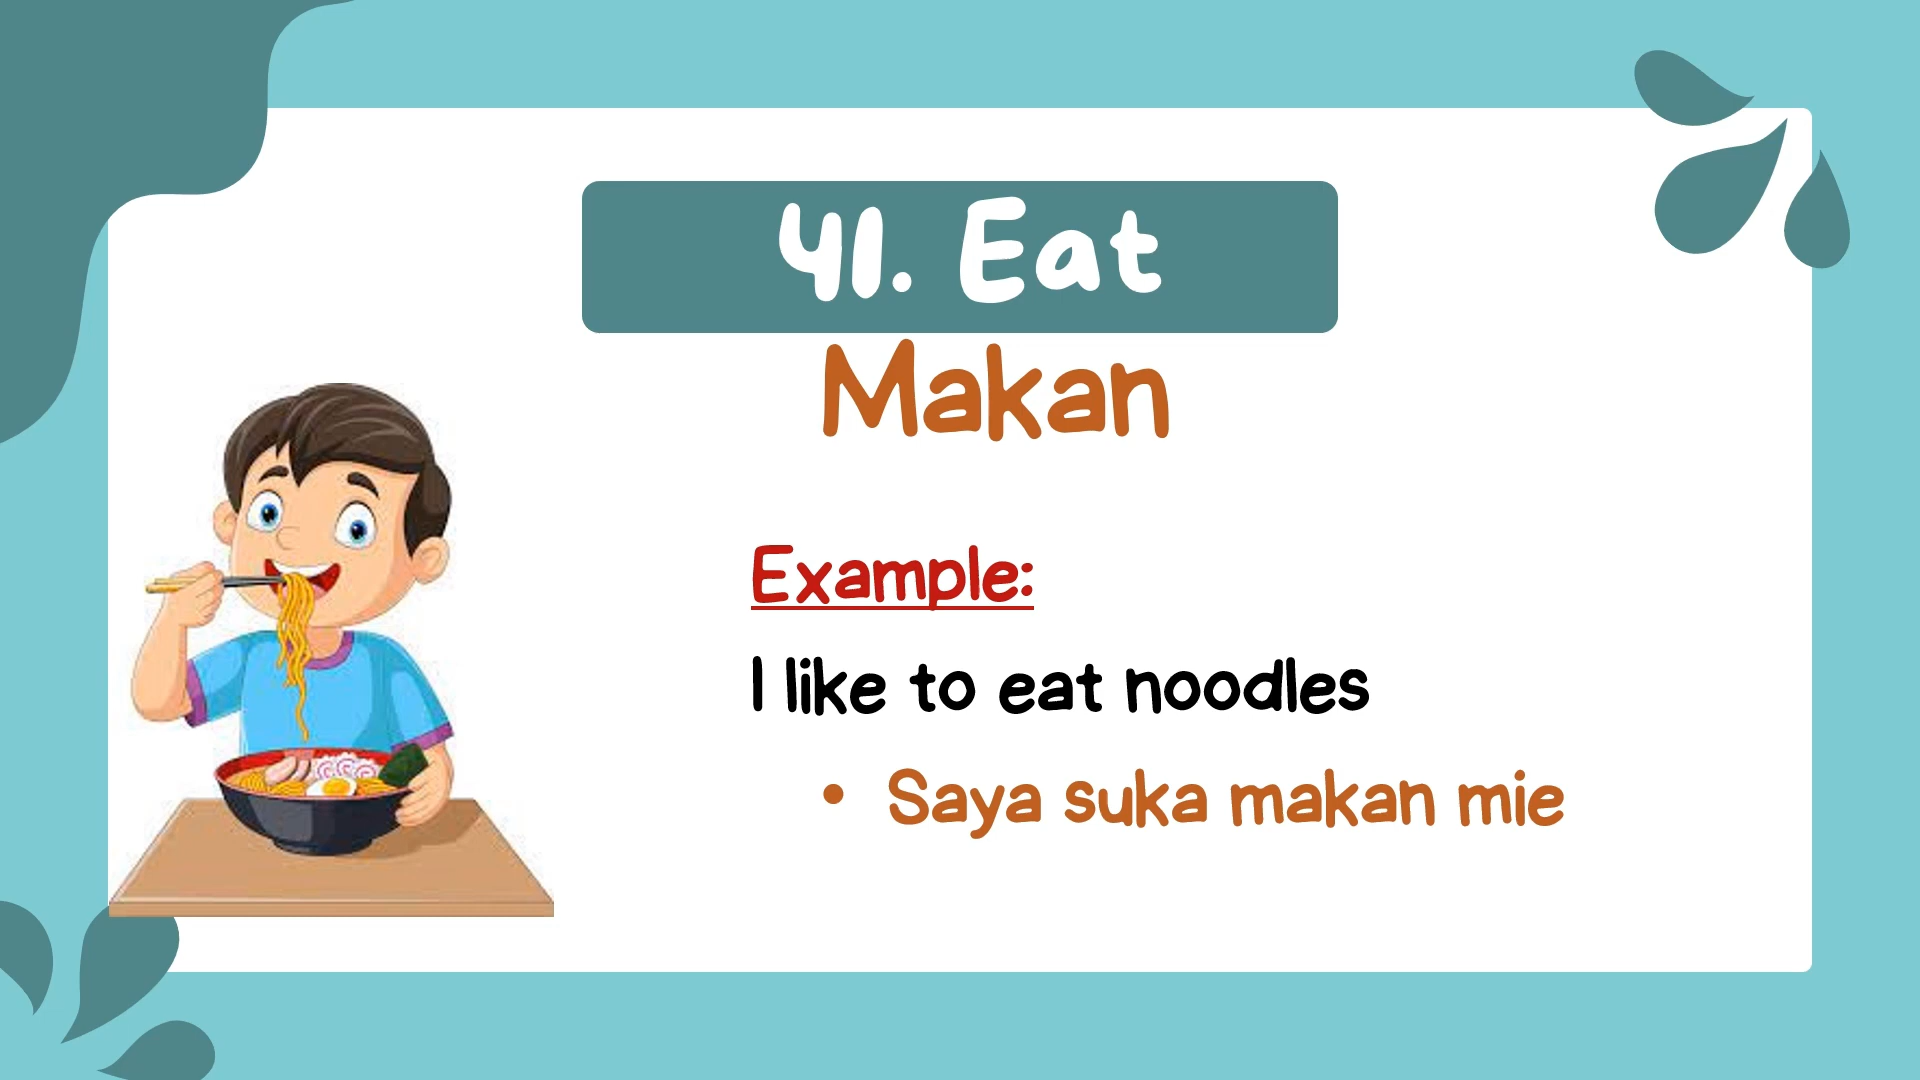 41. Eat
Makan
Example:
I like to eat noodles
• Saya suka makan mie